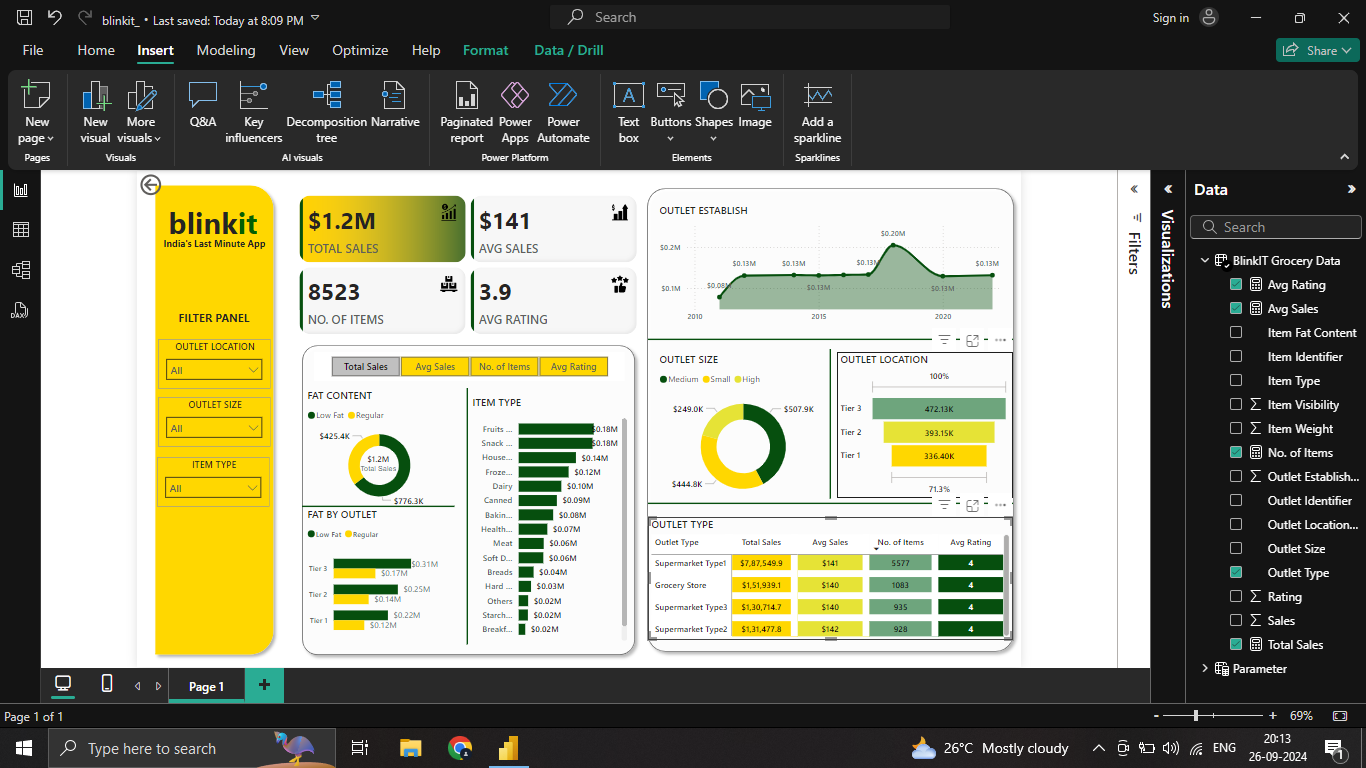 blinkit_ • Last saved: Today at 8:09 PM
Search
Sign in
File Home Insert Modeling View Optimize Help Format Data / Drill
Share
New page
New visual
More visuals
Q&A
Key influencers
Decomposition tree
Narrative
Paginated report
Power Apps
Power Automate
Text box
Buttons
Shapes
Image
Add a sparkline
Pages
Visuals
AI visuals
Power Platform
Elements
Sparklines
blinkit
India's Last Minute App
FILTER PANEL
OUTLET LOCATION
All
OUTLET SIZE
All
ITEM TYPE
All
$1.2M
TOTAL SALES
$141
AVG SALES
8523
NO. OF ITEMS
3.9
AVG RATING
Total Sales Avg Sales No. of Items Avg Rating
FAT CONTENT
Low Fat Regular
$425.4K
$1.2M
Total Sales
$776.3K
FAT BY OUTLET
Low Fat Regular
Tier 3 $0.31M
$0.17M
Tier 2 $0.25M
$0.14M
Tier 1 $0.22M
$0.12M
ITEM TYPE
Fruits ... $0.18M
Snack ... $0.18M
House... $0.14M
Froze... $0.12M
Dairy $0.10M
Canned $0.09M
Bakin... $0.08M
Health... $0.07M
Meat $0.06M
Soft D... $0.06M
Breads $0.04M
Hard ... $0.03M
Others $0.02M
Starch... $0.02M
Breakf... $0.02M
OUTLET ESTABLISH
$0.2M
$0.1M
$0.08M
$0.13M
$0.13M
$0.13M
$0.13M
$0.20M
$0.13M
$0.13M
2010 2015 2020
OUTLET SIZE
Medium Small High
$249.0K
$507.9K
$444.8K
OUTLET LOCATION
100%
Tier 3 472.13K
Tier 2 393.15K
Tier 1 336.40K
71.3%
OUTLET TYPE
Outlet Type Total Sales Avg Sales No. of Items Avg Rating
Supermarket Type1 $7,87,549.9 $141 5577 4
Grocery Store $1,51,939.1 $140 1083 4
Supermarket Type3 $1,30,714.7 $140 935 4
Supermarket Type2 $1,31,477.8 $142 928 4
Filters
Visualizations
Data
Search
BlinkIT Grocery Data
Avg Rating
Avg Sales
Item Fat Content
Item Identifier
Item Type
Item Visibility
Item Weight
No. of Items
Outlet Establish...
Outlet Identifier
Outlet Location...
Outlet Size
Outlet Type
Rating
Sales
Total Sales
Parameter
DAX
Page 1
Page 1 of 1
- + 69%
Type here to search
26°C Mostly cloudy
ENG
20:13
26-09-2024
1